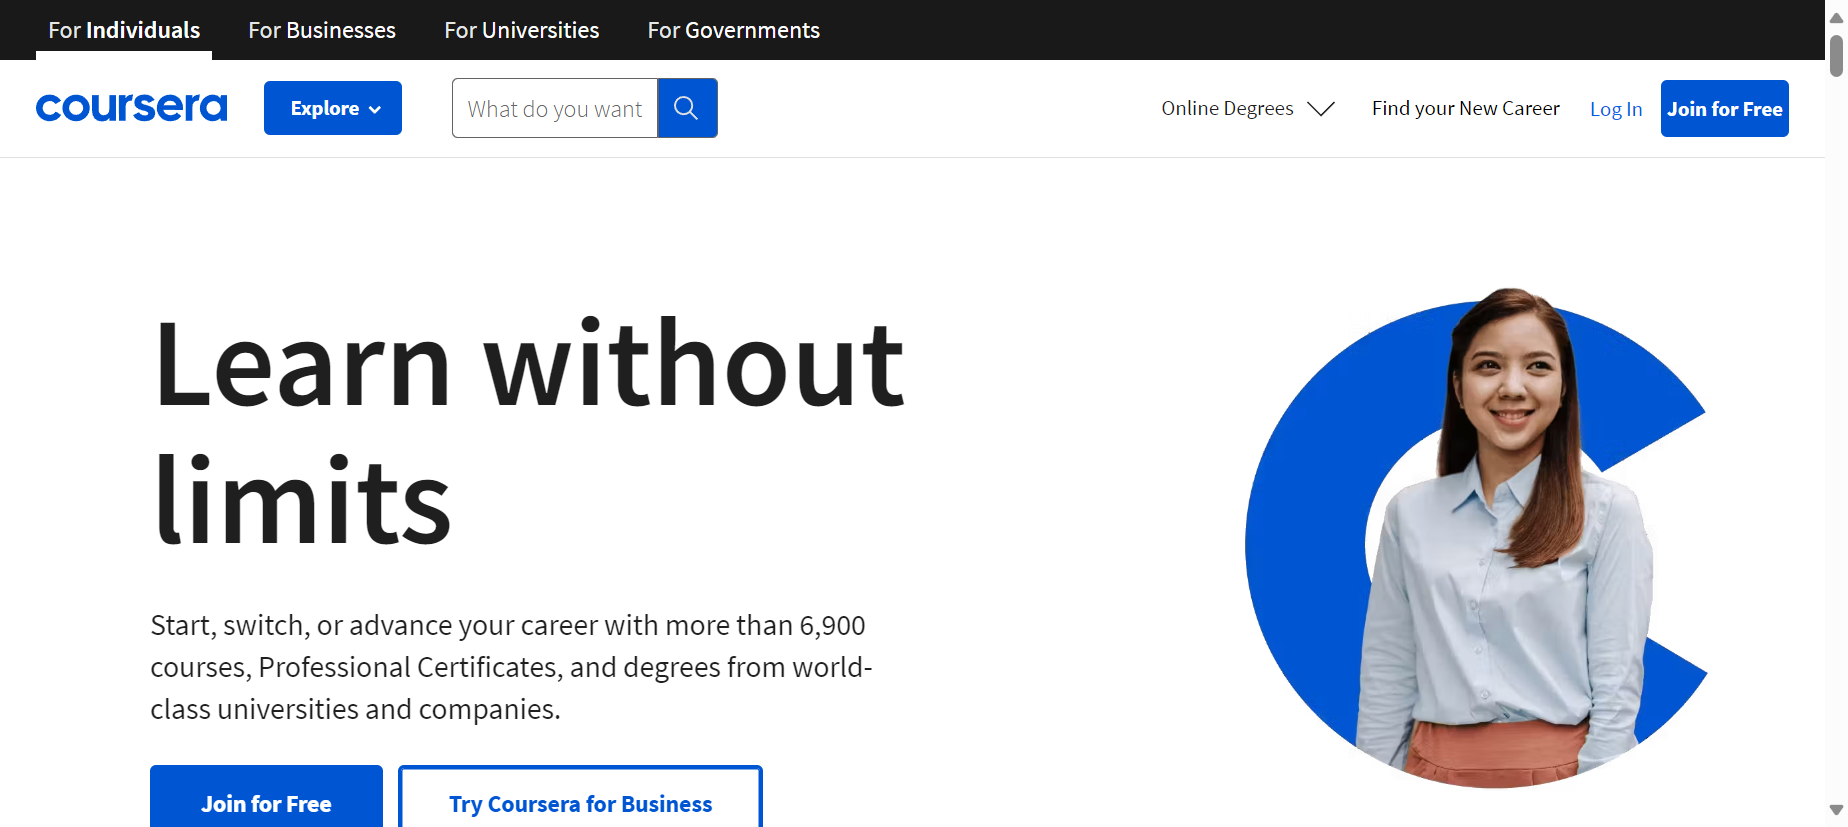 For Individuals For Businesses For Universities For Governments
coursera Explore What do you want Online Degrees Find your New Career Log In Join for Free
Learn without
limits
Start, switch, or advance your career with more than 6,900
courses, Professional Certificates, and degrees from world-
class universities and companies.
Join for Free Try Coursera for Business